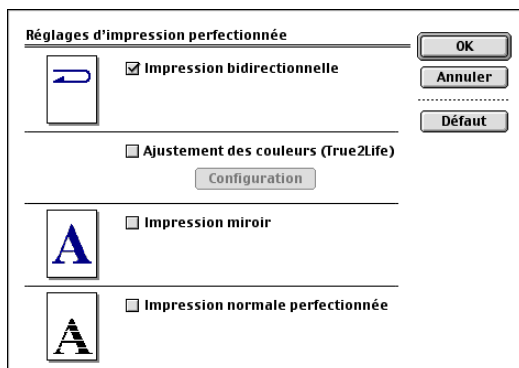 Réglages d'impression perfectionnée
OK
Impression bidirectionnelle
Annuler
Défaut
Ajustement des couleurs (True2Life)
Configuration
A
Impression miroir
A
Impression normale perfectionnée